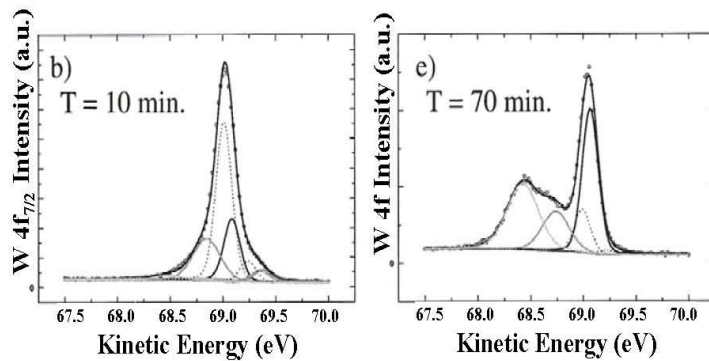 b)
T = 10 min.
W 4f7/2 Intensity (a.u.)
0
67.5 68.0 68.5 69.0 69.5 70.0
Kinetic Energy (eV)
e)
T = 70 min.
W 4f Intensity (a.u.)
0
67.5 68.0 68.5 69.0 69.5 70.0
Kinetic Energy (eV)